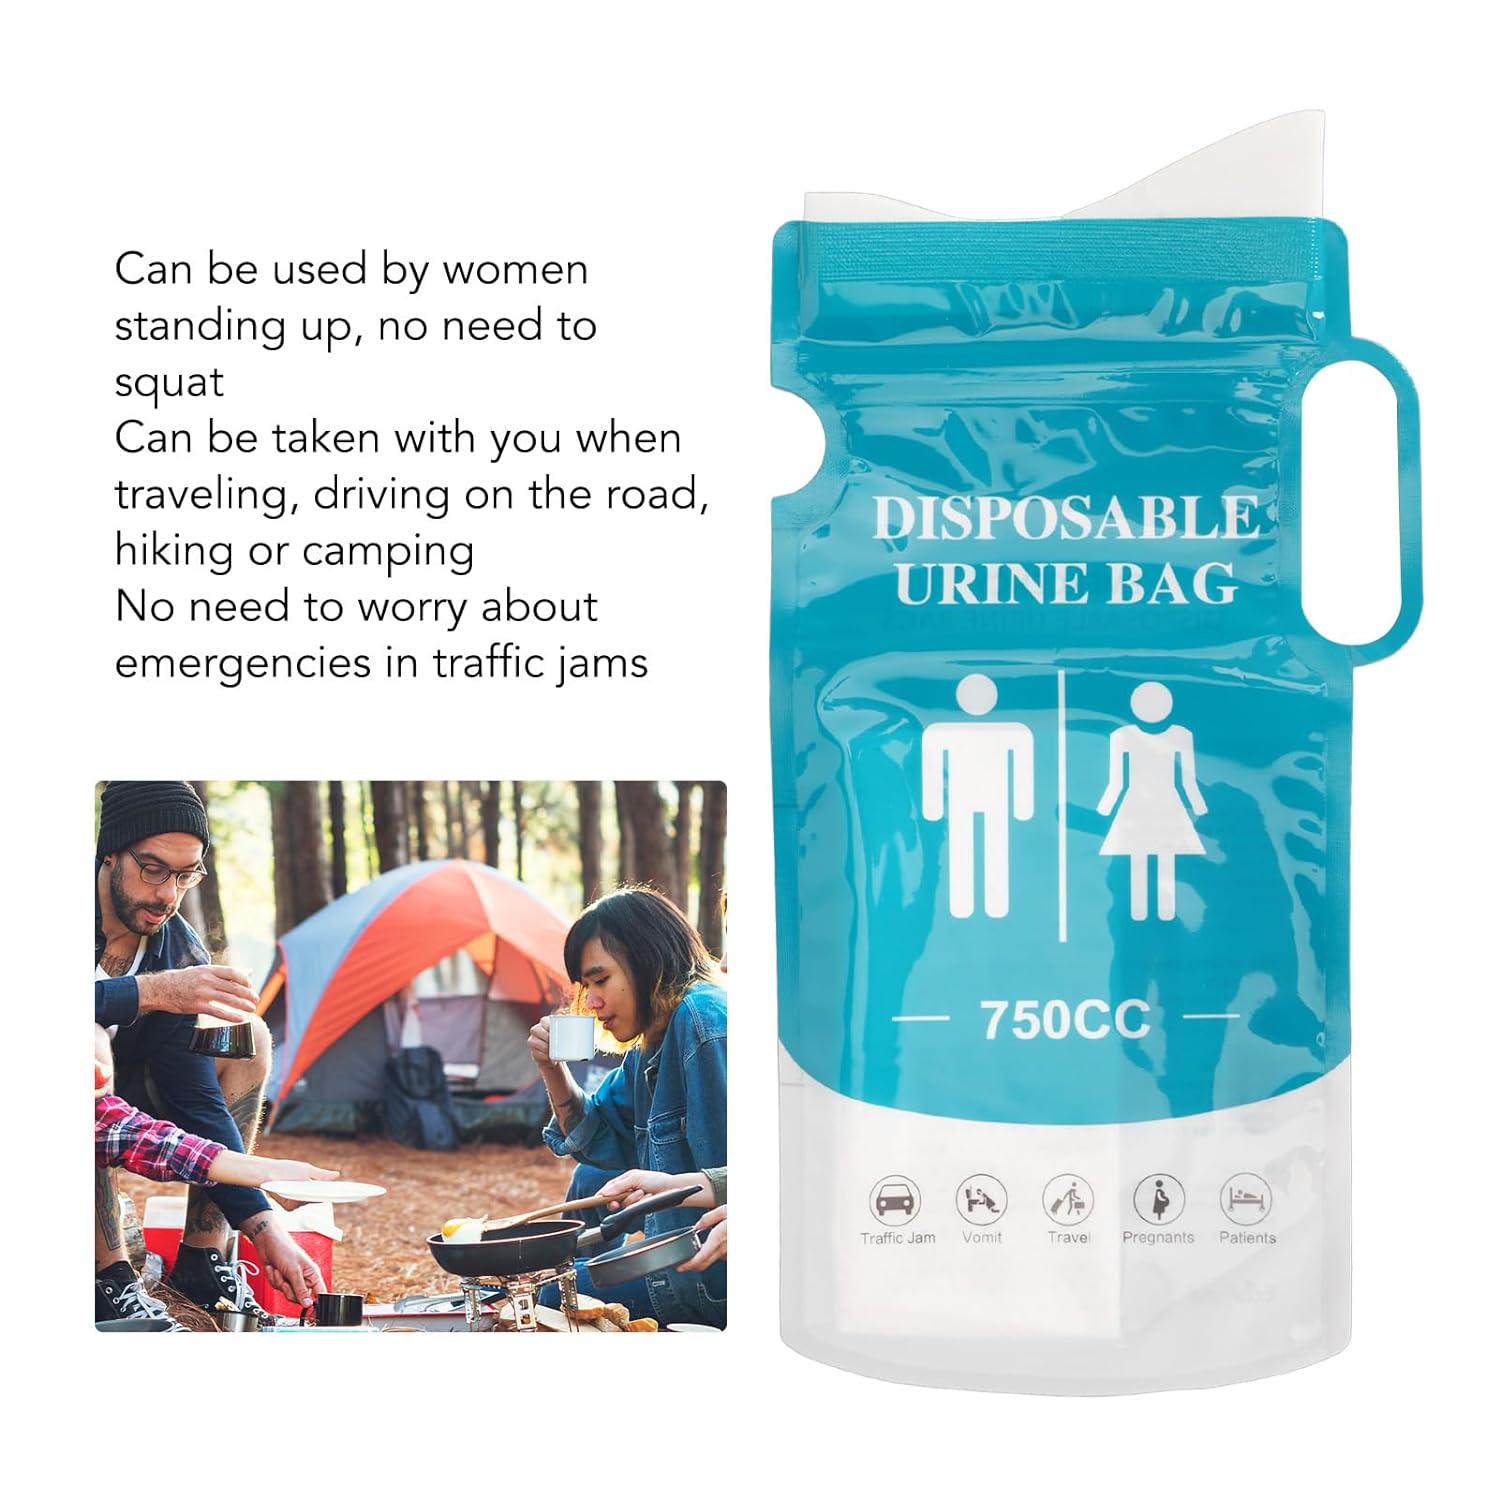 Can be used by women
standing up, no need to
squat
Can be taken with you when
traveling, driving on the road,
hiking or camping
No need to worry about
emergencies in traffic jams
DISPOSABLE
URINE BAG
750CC
Traffic Jam Vomit Travel Pregnants Patients